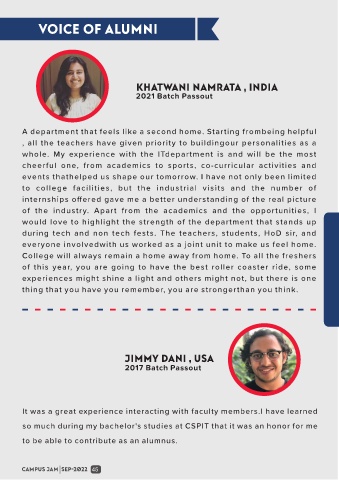 VOICE OF ALUMNI
KHATWANI NAMRATA , INDIA
2021 Batch Passout
A department that feels like a second home. Starting frombeing helpful
, all the teachers have given priority to buildingour personalities as a
whole. My experience with the ITdepartment is and will be the most
cheerful one, from academics to sports, co-curricular activities and
events thathelped us shape our tomorrow. I have not only been limited
to college facilities, but the industrial visits and the number of
internships offered gave me a better understanding of the real picture
of the industry. Apart from the academics and the opportunities, I
would love to highlight the strength of the department that stands up
during tech and non tech fests. The teachers, students, HoD sir, and
everyone involvedwith us worked as a joint unit to make us feel home.
College will always remain a home away from home. To all the freshers
of this year, you are going to have the best roller coaster ride, some
experiences might shine a light and others might not, but there is one
thing that you have you remember, you are strongerthan you think.
JIMMY DANI , USA
2017 Batch Passout
It was a great experience interacting with faculty members.I have learned
so much during my bachelor's studies at CSPIT that it was an honor for me
to be able to contribute as an alumnus.
CAMPUS JAM|SEP-2022 45